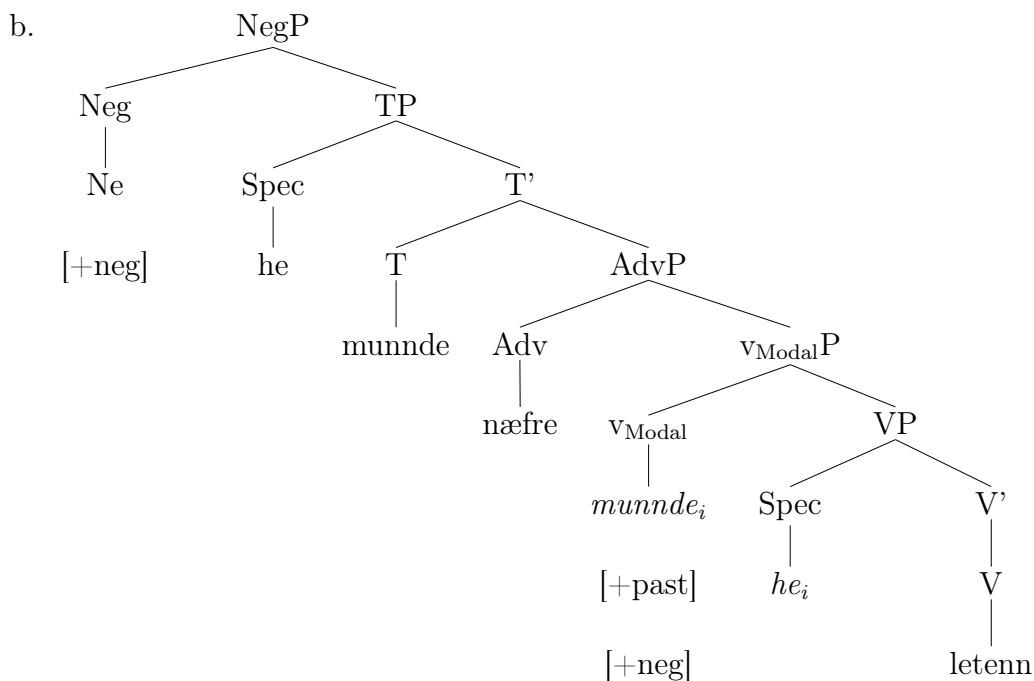 b.
NegP
Neg TP
Ne Spec T’
[+neg] he T AdvP
munnde Adv vModalP
næfre vModal VP
munndei Spec V’
[+past] hei V
[+neg] letenn